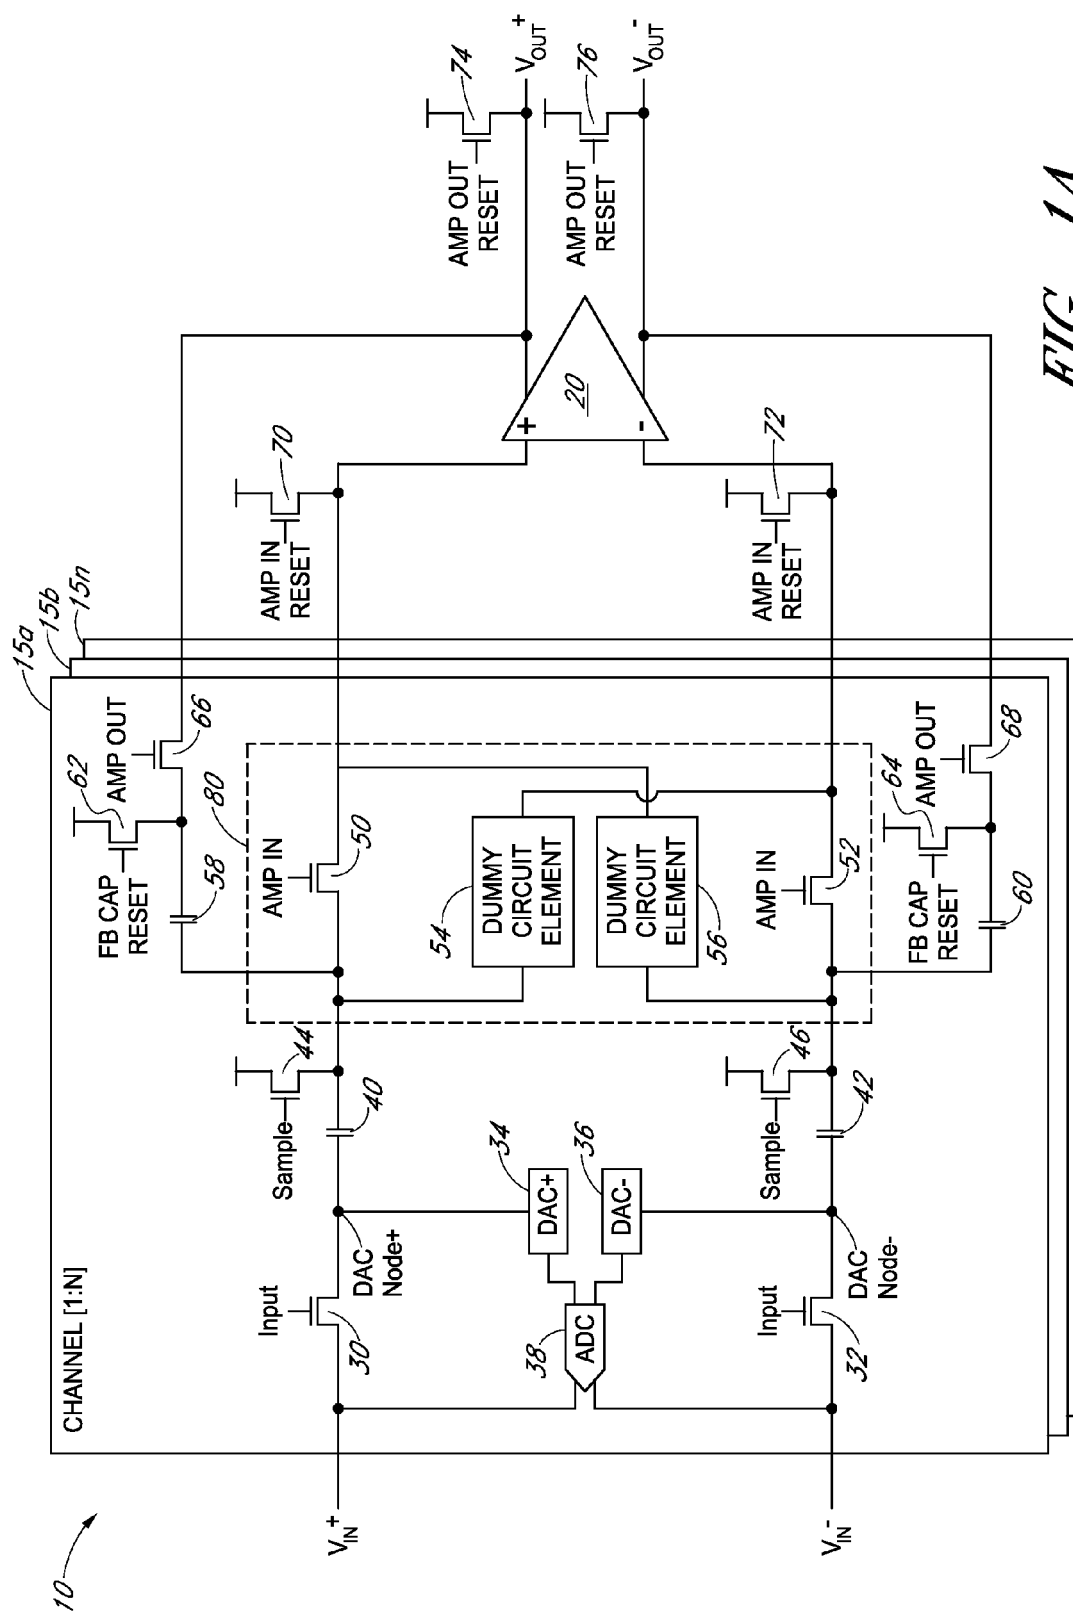 10
CHANNEL [1:N]
15a
15b
15n
V_IN +
V_IN -
Input
30
Input
32
DAC
Node+
DAC
Node-
38
ADC
DAC+
34
DAC-
36
Sample
44
40
Sample
46
42
80
AMP IN
50
54
DUMMY
CIRCUIT
ELEMENT
56
DUMMY
CIRCUIT
ELEMENT
AMP IN
52
FB CAP
RESET
58
62
AMP OUT
66
FB CAP
RESET
60
64
AMP OUT
68
AMP IN
RESET
70
AMP IN
RESET
72
+
20
-
AMP OUT
RESET
74
AMP OUT
RESET
76
V_OUT +
V_OUT -
FIG. 1A